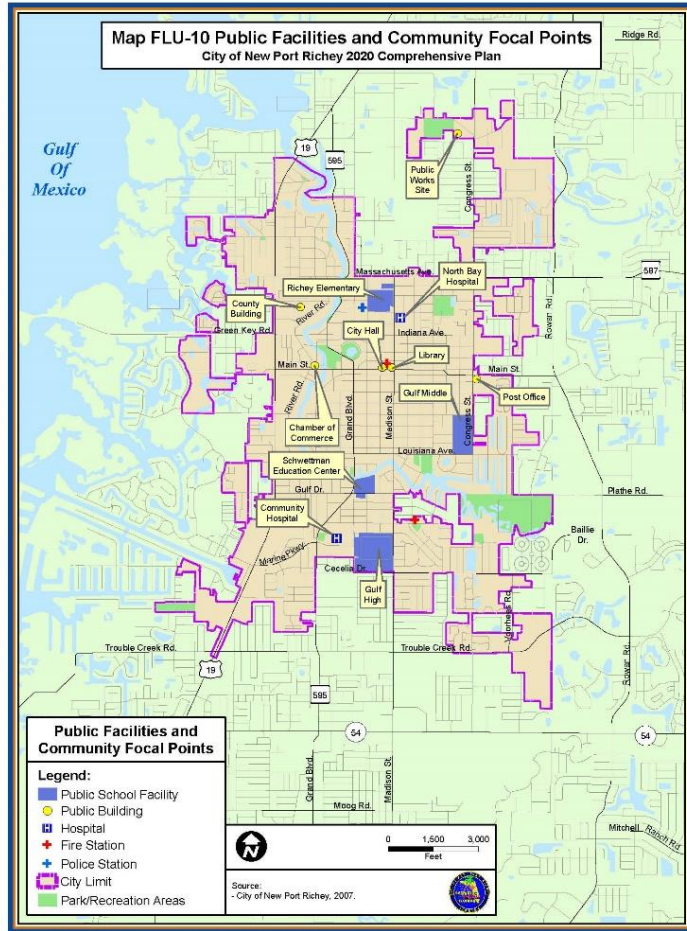 Map FLU-10 Public Facilities and Community Focal Points
City of New Port Richey 2020 Comprehensive Plan
Ridge Rd.
Gulf
Of
Mexico
19
595
Public
Works
Site
Congress St.
Massachusetts Ave.
North Bay
Hospital
587
Richey Elementary
County
Building
River Rd.
Rowan Rd.
Green Key Rd.
Indiana Ave.
City Hall
Library
Main St.
Main St.
Post Office
Gulf Middle
River Rd.
Grand Blvd.
Madison St.
Congress St.
Chamber of
Commerce
Louisiana Ave.
Schwettman
Education Center
Gulf Dr.
Plathe Rd.
Community
Hospital
Baillie
Dr.
Marine Pkwy.
Cecelia Dr.
Gulf
High
Voorhees Rd.
Trouble Creek Rd.
Trouble Creek Rd.
Rowan Rd.
19
595
54
54
Grand Blvd.
Madison St.
Moog Rd.
Mitchell Ranch Rd.
Public Facilities and
Community Focal Points
Legend:
Public School Facility
Public Building
H Hospital
Fire Station
Police Station
City Limit
Park/Recreation Areas
N
0 1,500 3,000
Feet
Source:
- City of New Port Richey, 2007.